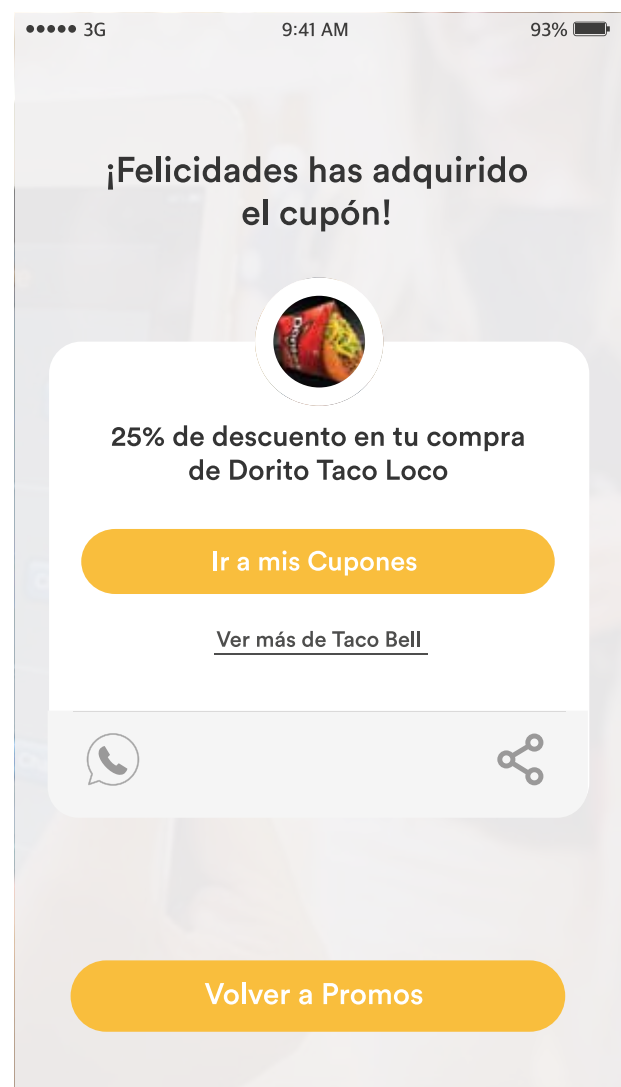 3G 9:41 AM 93%
¡Felicidades has adquirido
el cupón!
Doritos
25% de descuento en tu compra
de Dorito Taco Loco
Ir a mis Cupones
Ver más de Taco Bell
Volver a Promos